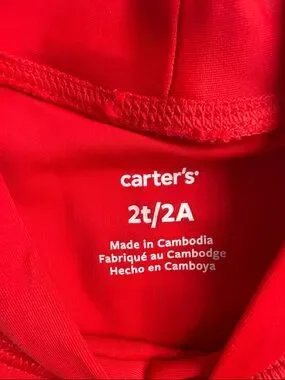 carter's
2t/2A
Made in Cambodia
Fabriqué au Cambodge
Hecho en Camboya